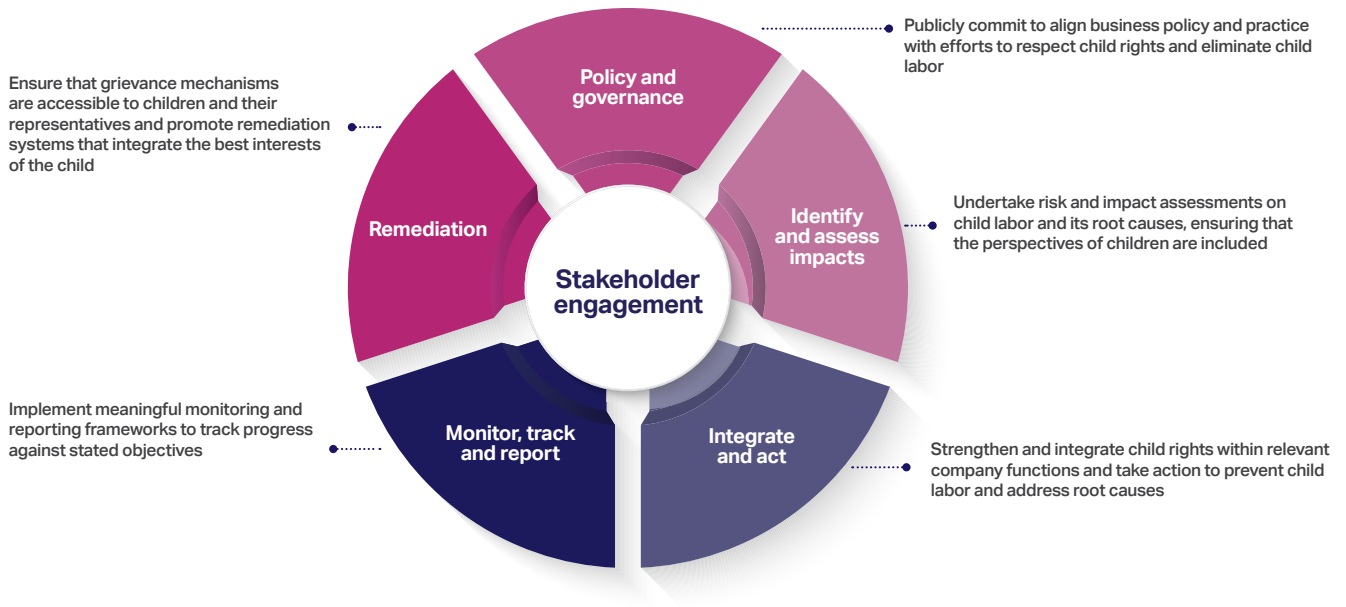 Policy and
governance
Publicly commit to align business policy and practice
with efforts to respect child rights and eliminate child
labor
Identify
and assess
impacts
Undertake risk and impact assessments on
child labor and its root causes, ensuring that
the perspectives of children are included
Integrate
and act
Strengthen and integrate child rights within relevant
company functions and take action to prevent child
labor and address root causes
Monitor, track
and report
Implement meaningful monitoring and
reporting frameworks to track progress
against stated objectives
Remediation
Ensure that grievance mechanisms
are accessible to children and their
representatives and promote remediation
systems that integrate the best interests
of the child
Stakeholder
engagement